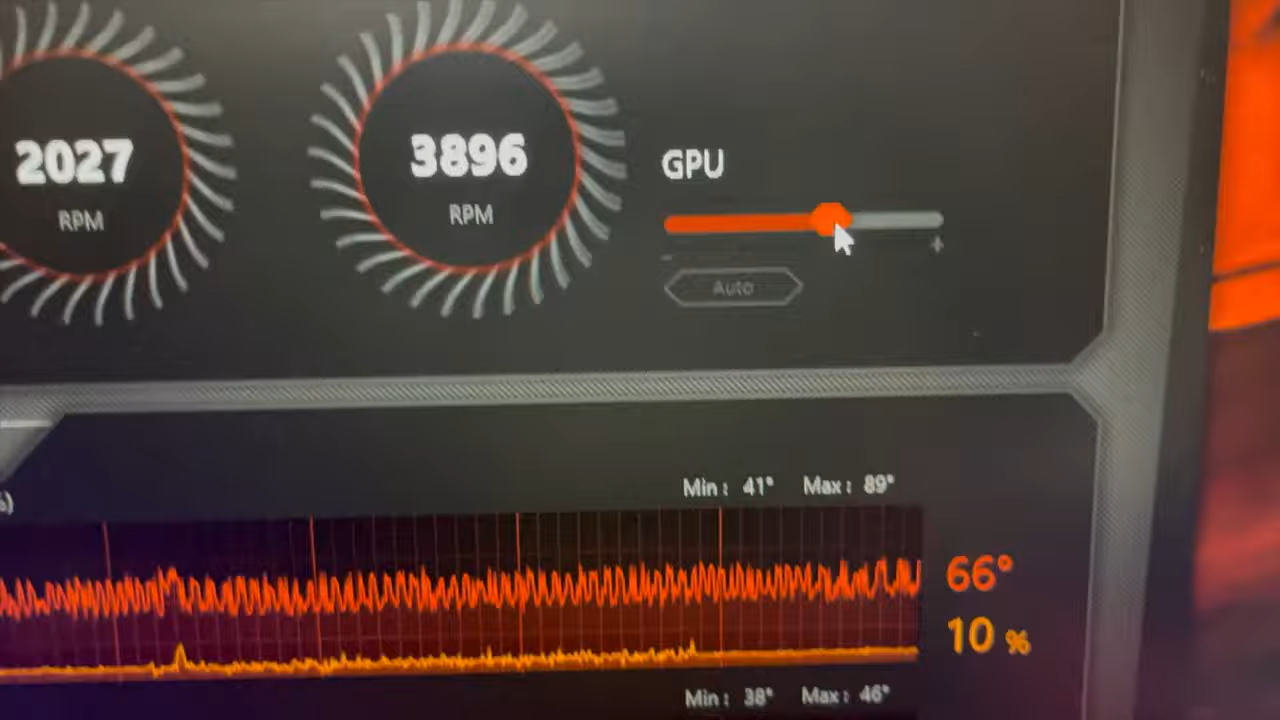 2027
RPM
3896
RPM
GPU
- +
Auto
%)
Min : 41° Max : 89°
66°
10 %
Min : 38° Max : 46°